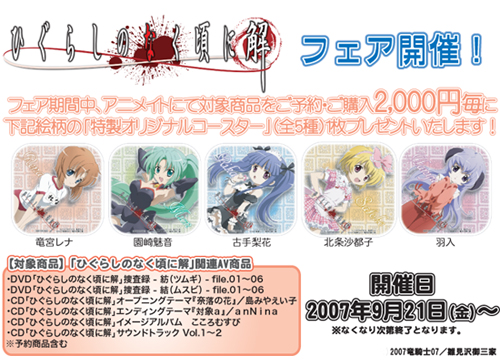 ひぐらしのなく頃に解
フェア開催！
フェア期間中、アニメイトにて対象商品をご予約・ご購入2,000円毎に
下記絵柄の「特製オリジナルコースター」（全5種）1枚プレゼントいたします！
竜宮レナ
園崎魅音
古手梨花
北条沙都子
羽入
【対象商品】「ひぐらしのなく頃に解」関連AV商品
・DVD「ひぐらしのなく頃に解」捜査録 - 紡(ツムギ) - file.01～06
・DVD「ひぐらしのなく頃に解」捜査録 - 結(ムスビ) - file.01～06
・CD「ひぐらしのなく頃に解」オープニングテーマ『奈落の花』／島みやえい子
・CD「ひぐらしのなく頃に解」エンディングテーマ『対象a』／anNina
・CD「ひぐらしのなく頃に解」イメージアルバム　こころむすび
・CD「ひぐらしのなく頃に解」サウンドトラック Vol.1～2
※予約商品含む
開催日
2007年9月21日(金)～
※なくなり次第終了となります。
2007竜騎士07／雛見沢御三家